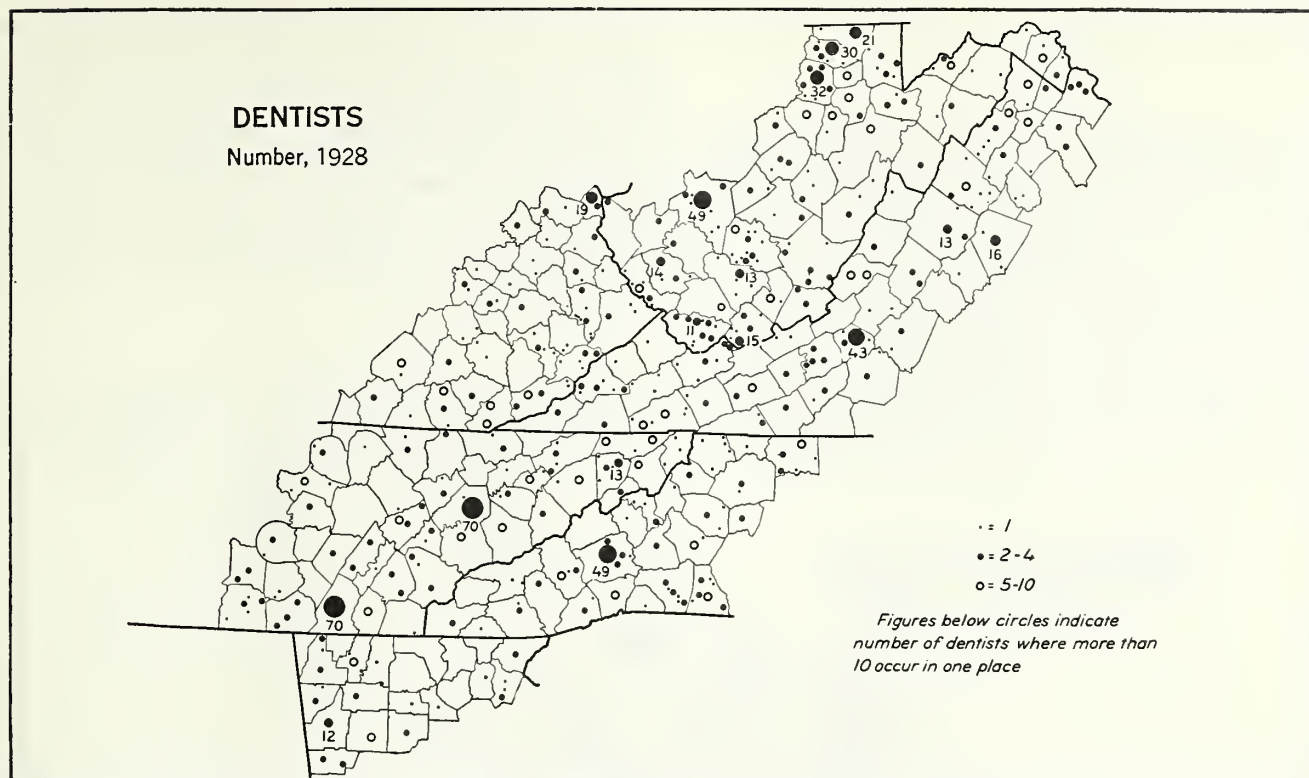 DENTISTS
Number, 1928
21
30
32
19
49
14
13
13
16
11
15
43
13
70
49
70
12
· = 1
● = 2-4
○ = 5-10
Figures below circles indicate
number of dentists where more than
10 occur in one place